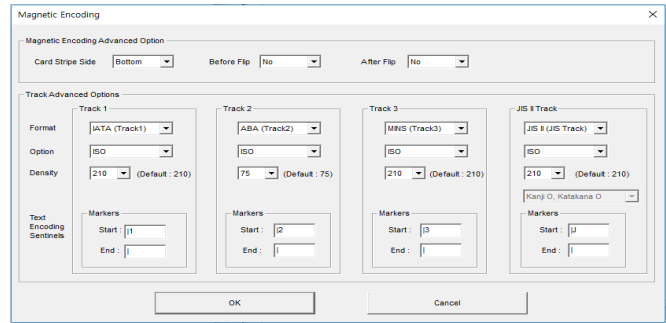 Magnetic Encoding
Magnetic Encoding Advanced Option
Card Stripe Side Bottom Before Flip No After Flip No
Track Advanced Options
Track 1 Track 2 Track 3 JIS II Track
Format IATA (Track1) ABA (Track2) MINS (Track3) JIS II (JIS Track)
Option ISO ISO ISO ISO
Density 210 (Default : 210) 75 (Default : 75) 210 (Default : 210) 210 (Default : 210)
Kanji O, Katakana O
Text Encoding Sentinels
Markers Markers Markers Markers
Start : |1 Start : |2 Start : |3 Start : |J
End : | End : | End : | End : |
OK Cancel